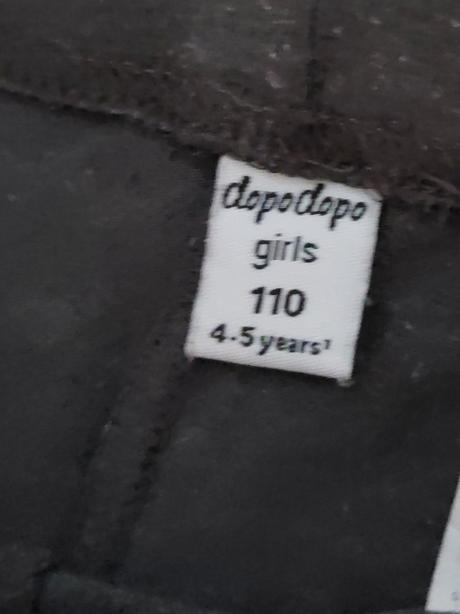 dopodopo
girls
110
4-5 years¹